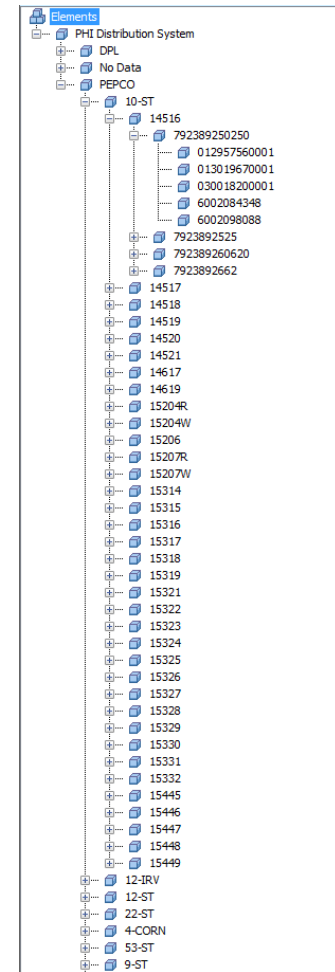 Elements
PHI Distribution System
DPL
No Data
PEPCO
10-ST
14516
792389250250
012957560001
013019670001
030018200001
6002084348
6002098088
7923892525
792389260620
7923892662
14517
14518
14519
14520
14521
14617
14619
15204R
15204W
15206
15207R
15207W
15314
15315
15316
15317
15318
15319
15321
15322
15323
15324
15325
15326
15327
15328
15329
15330
15331
15332
15445
15446
15447
15448
15449
12-IRV
12-ST
22-ST
4-CORN
53-ST
9-ST